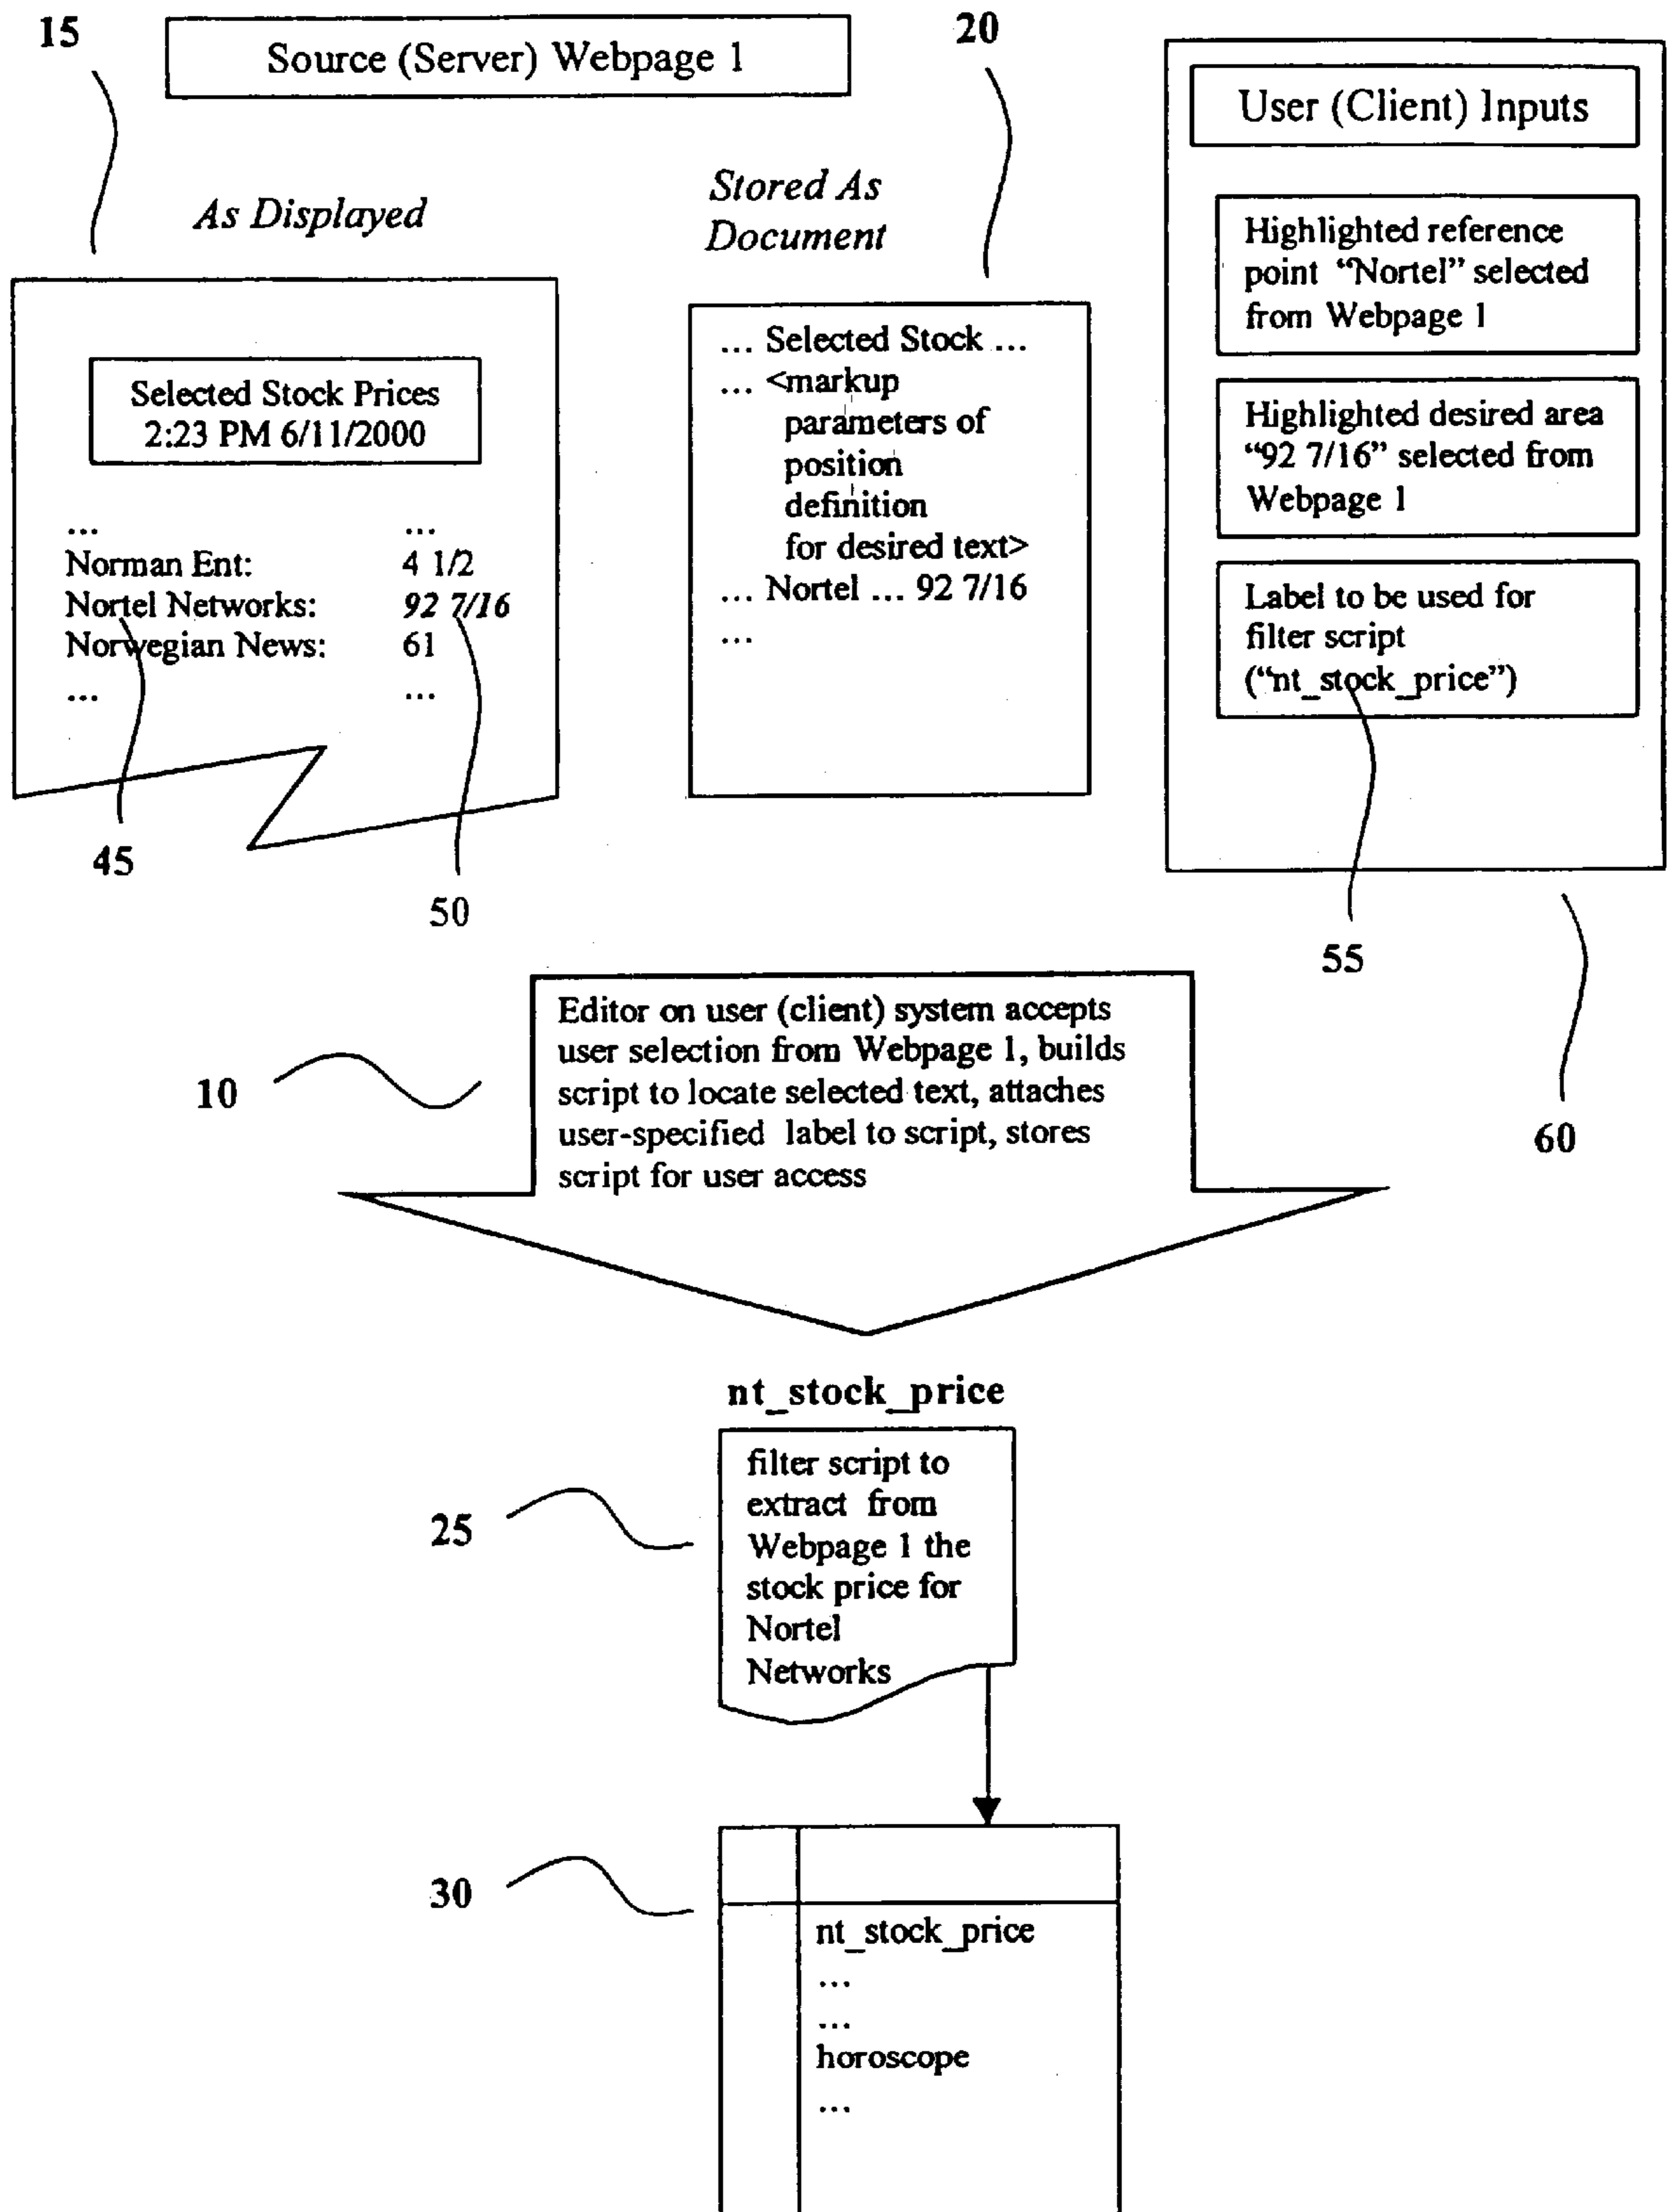 15
Source (Server) Webpage 1
20
As Displayed
Stored As
Document
Selected Stock Prices
2:23 PM 6/11/2000
... ...
Norman Ent: 4 1/2
Nortel Networks: 92 7/16
Norwegian News: 61
... ...
45
50
... Selected Stock ...
... <markup
parameters of
position
definition
for desired text>
... Nortel ... 92 7/16
...
User (Client) Inputs
Highlighted reference
point “Nortel” selected
from Webpage 1
Highlighted desired area
“92 7/16” selected from
Webpage 1
Label to be used for
filter script
(“nt_stock_price”)
55
60
10
Editor on user (client) system accepts
user selection from Webpage 1, builds
script to locate selected text, attaches
user-specified label to script, stores
script for user access
nt_stock_price
25
filter script to
extract from
Webpage 1 the
stock price for
Nortel
Networks
30
nt_stock_price
...
...
horoscope
...